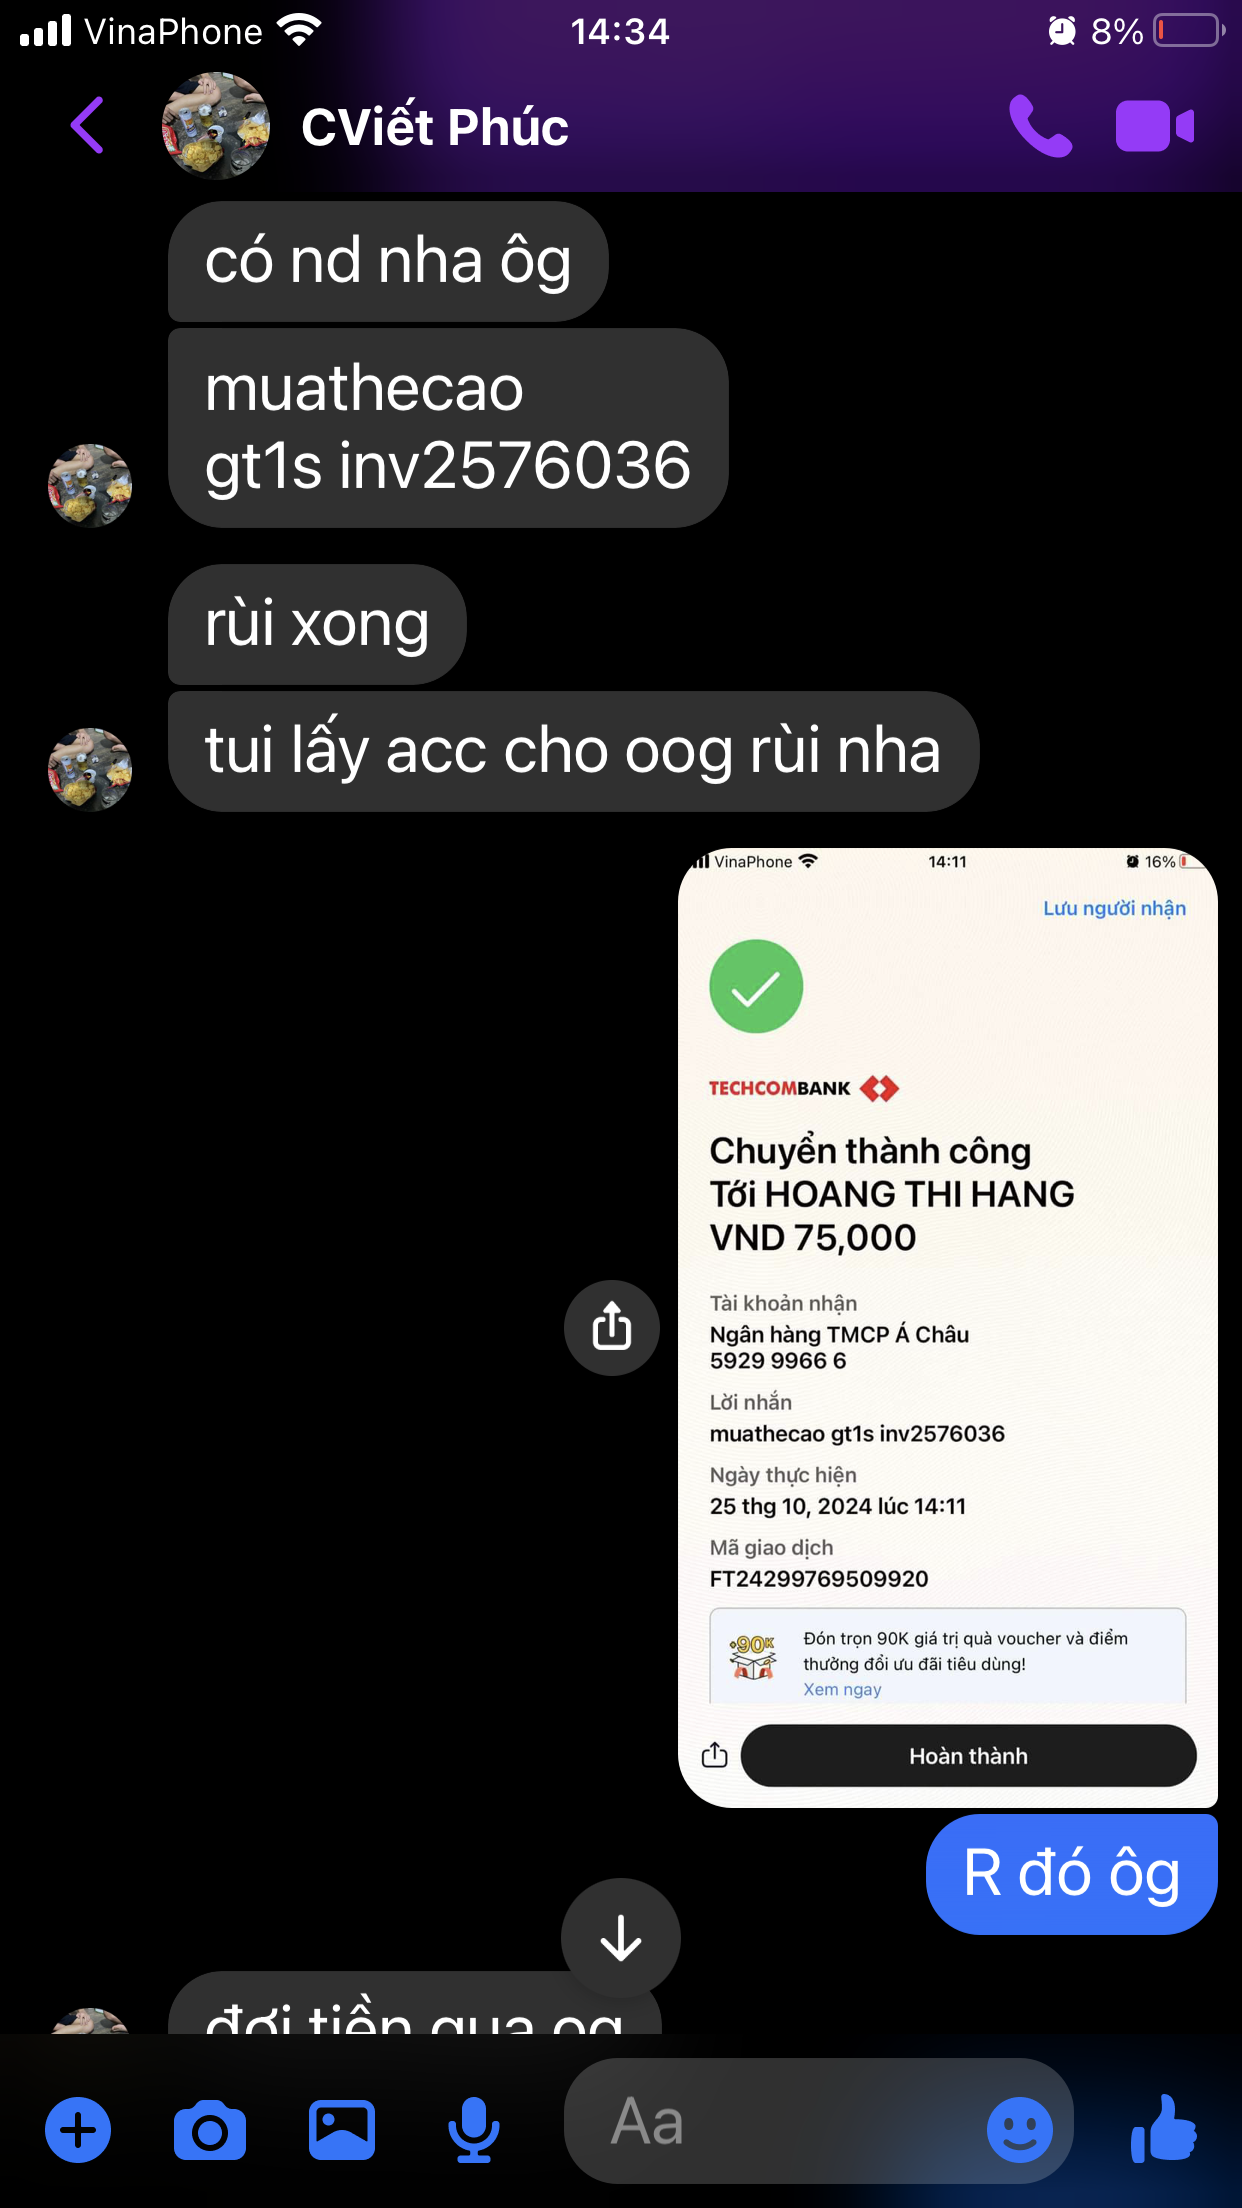 VinaPhone 14:34 8%
CViết Phúc
có nd nha ôg
muathecao
gt1s inv2576036
rùi xong
tui lấy acc cho oog rùi nha
VinaPhone 14:11 16%
Lưu người nhận
TECHCOMBANK
Chuyển thành công
Tới HOANG THI HANG
VND 75,000
Tài khoản nhận
Ngân hàng TMCP Á Châu
5929 9966 6
Lời nhắn
muathecao gt1s inv2576036
Ngày thực hiện
25 thg 10, 2024 lúc 14:11
Mã giao dịch
FT24299769509920
+90K
Đón trọn 90K giá trị quà voucher và điểm
thưởng đổi ưu đãi tiêu dùng!
Xem ngay
Hoàn thành
R đó ôg
đợi tiền qua og
Aa